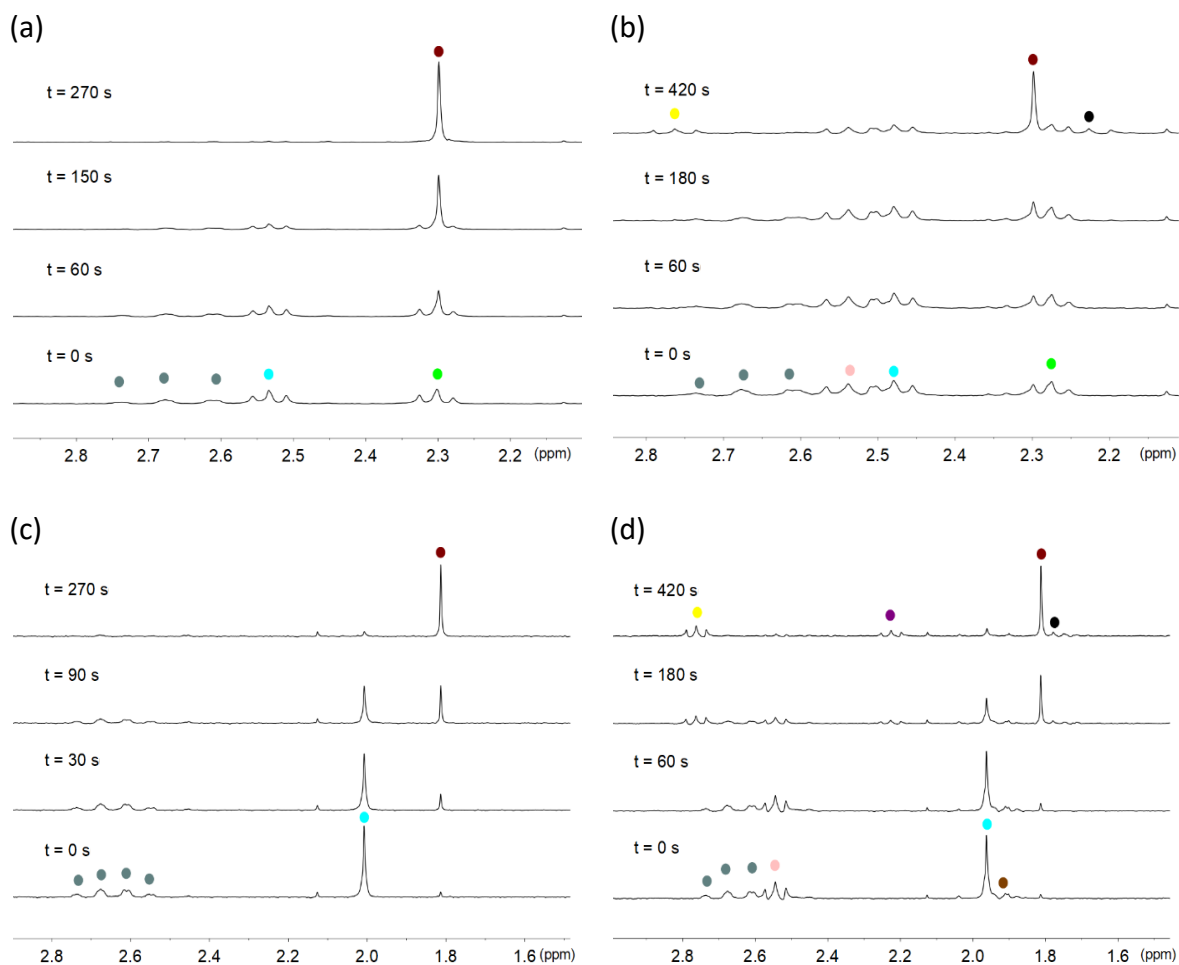 (a)
t = 270 s
t = 150 s
t = 60 s
t = 0 s
2.8 2.7 2.6 2.5 2.4 2.3 2.2 (ppm)
(b)
t = 420 s
t = 180 s
t = 60 s
t = 0 s
2.8 2.7 2.6 2.5 2.4 2.3 2.2 (ppm)
(c)
t = 270 s
t = 90 s
t = 30 s
t = 0 s
2.8 2.6 2.4 2.2 2.0 1.8 1.6 (ppm)
(d)
t = 420 s
t = 180 s
t = 60 s
t = 0 s
2.8 2.6 2.4 2.2 2.0 1.8 1.6 (ppm)